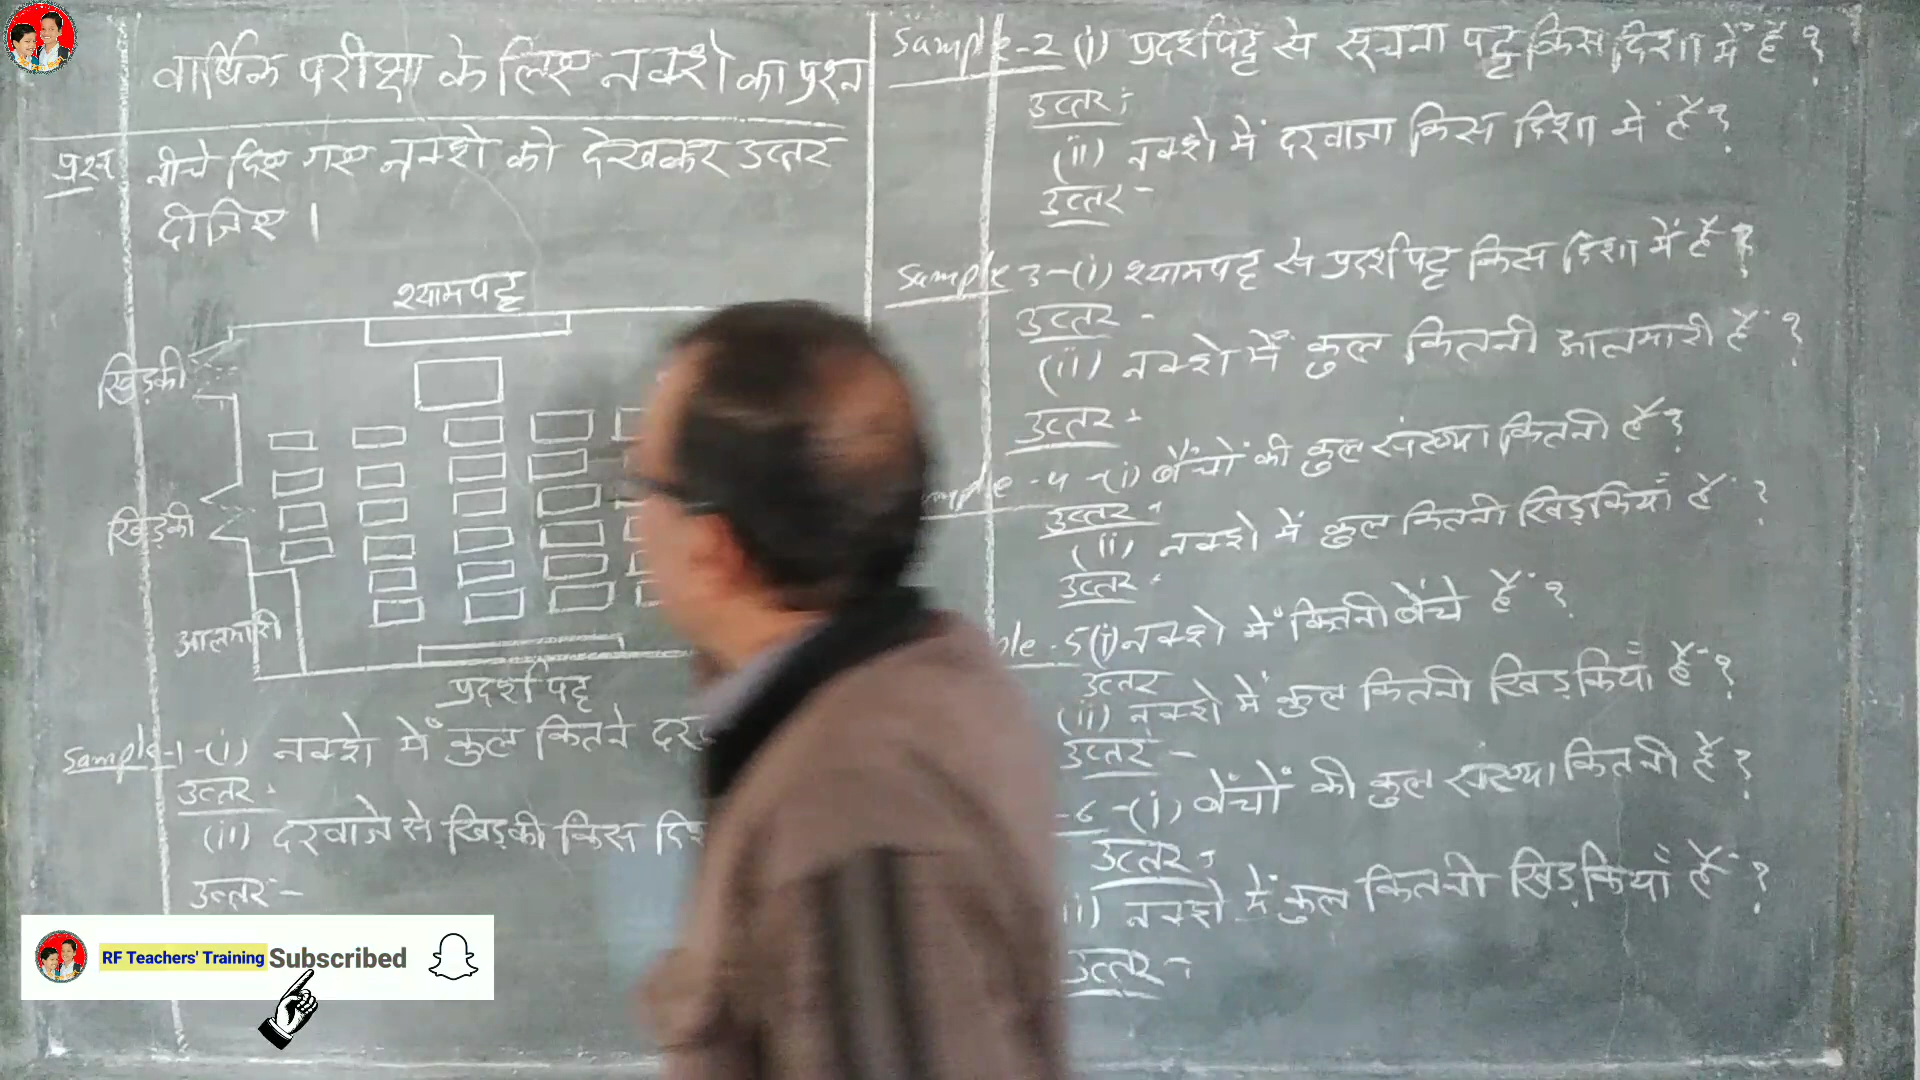 वार्षिक परीक्षा के लिए नक्शे का प्रश्न
प्रश्न नीचे दिए गए नक्शे को देखकर उत्तर
दीजिए ।
श्यामपट्ट
खिड़की
खिड़की
आलमारी
प्रदर्शपट्ट
Sample-1-(i) नक्शे में कुल कितने
उत्तर:
(ii) दरवाजे से खिड़की किस
उत्तर:-
Sample-2 (i) प्रदर्शपट्ट से सूचना पट्ट किस दिशा में है ?
उत्तर:
(ii) नक्शे में दरवाजा किस दिशा में है ?
उत्तर-
Sample 3-(i) श्यामपट्ट से प्रदर्शपट्ट किस दिशा में है ?
उत्तर -
(ii) नक्शे में कुल कितनी आलमारी हैं ?
उत्तर:
-4-(i) बेंचों की कुल संख्या कितनी है ?
उत्तर:
(ii) नक्शे में कुल कितनी खिड़कियाँ हैं ?
उत्तर:
-5(i) नक्शे में कितनी बेंचे हैं ?
उत्तर
(ii) नक्शे में कुल कितनी खिड़कियाँ हैं ?
उत्तर -
-6-(i) बेंचों की कुल संख्या कितनी है ?
उत्तर:
ii) नक्शे में कुल कितनी खिड़कियाँ हैं ?
उत्तर-
RF Teachers' Training Subscribed